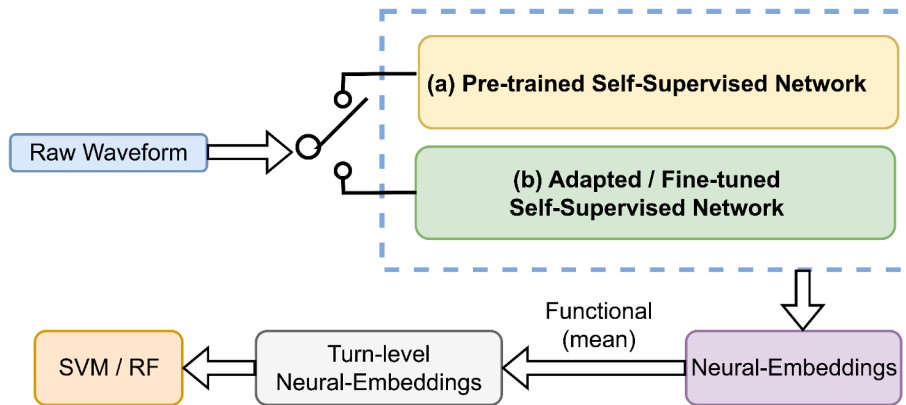 (a) Pre-trained Self-Supervised Network
Raw Waveform
(b) Adapted / Fine-tuned
Self-Supervised Network
Functional
(mean)
SVM / RF
Turn-level
Neural-Embeddings
Neural-Embeddings